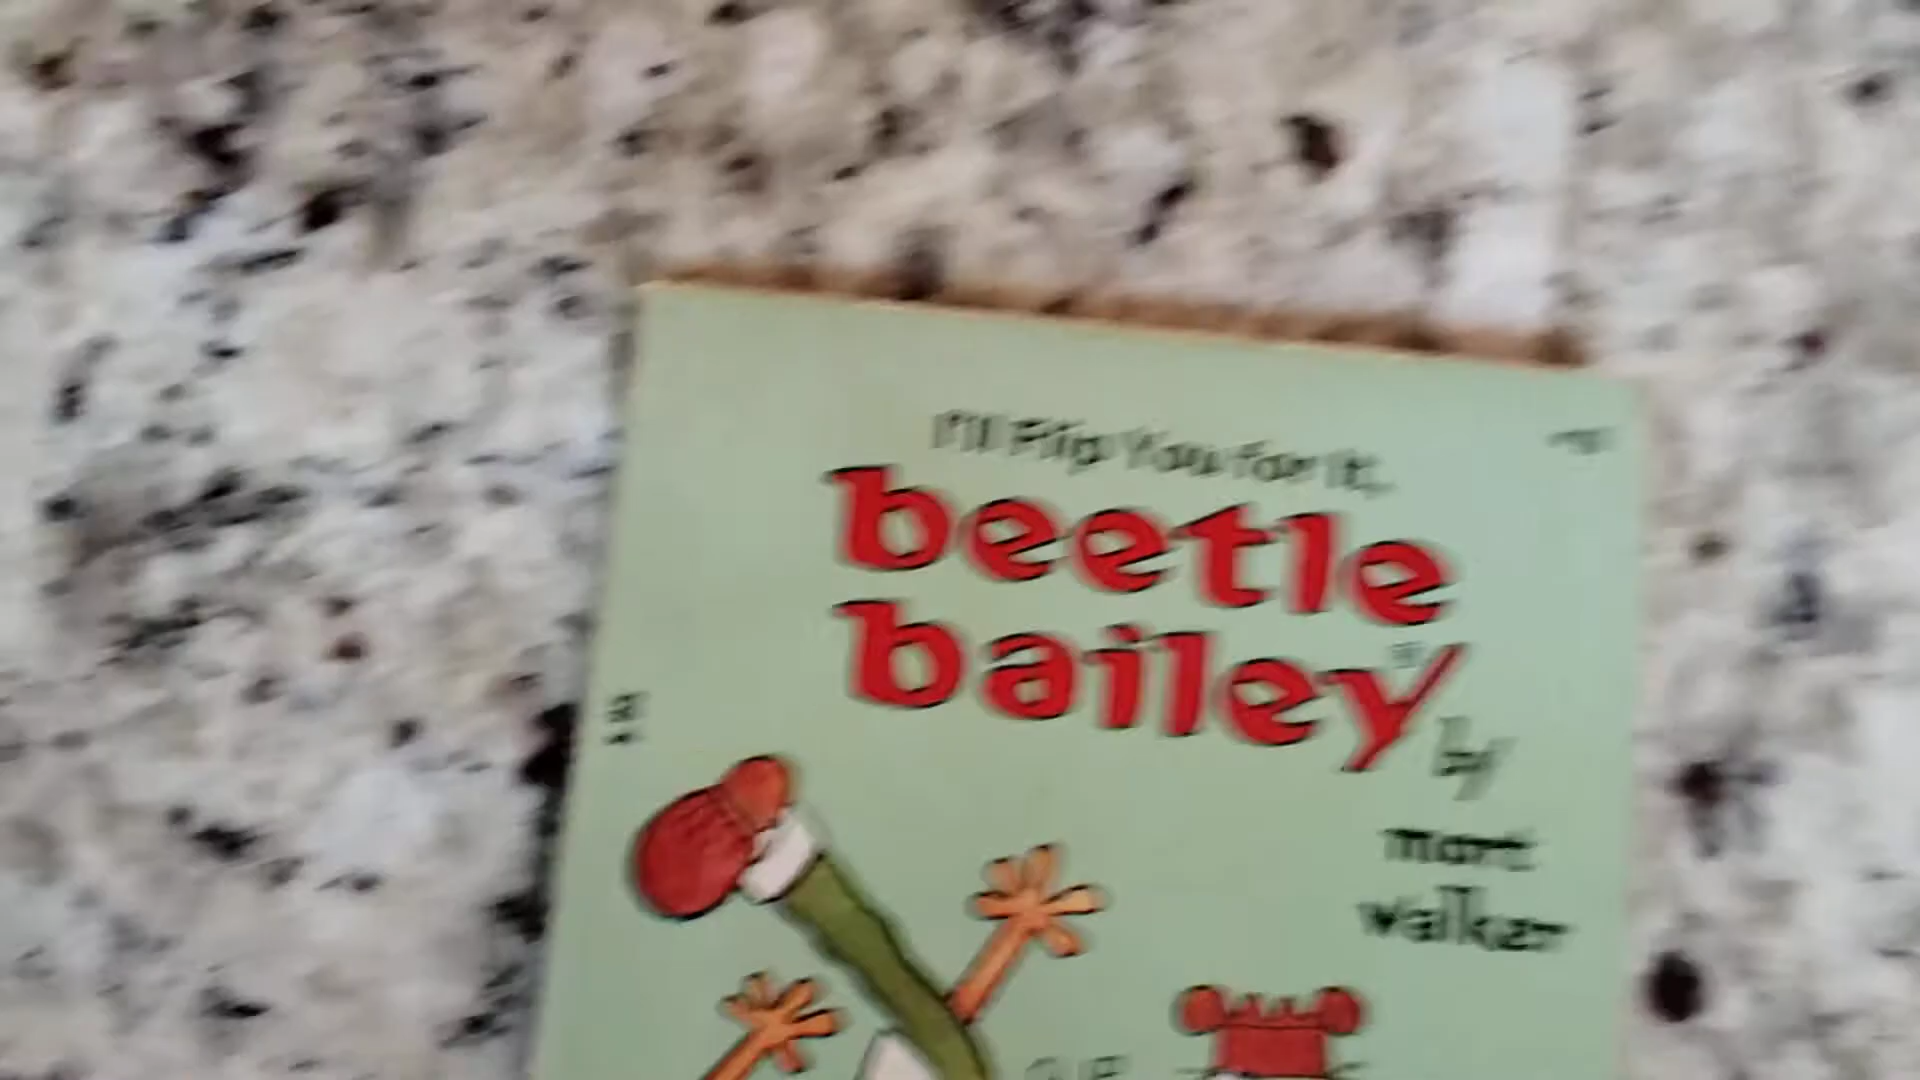 I'll Flip You for It,
beetle
bailey®
by
mort
walker